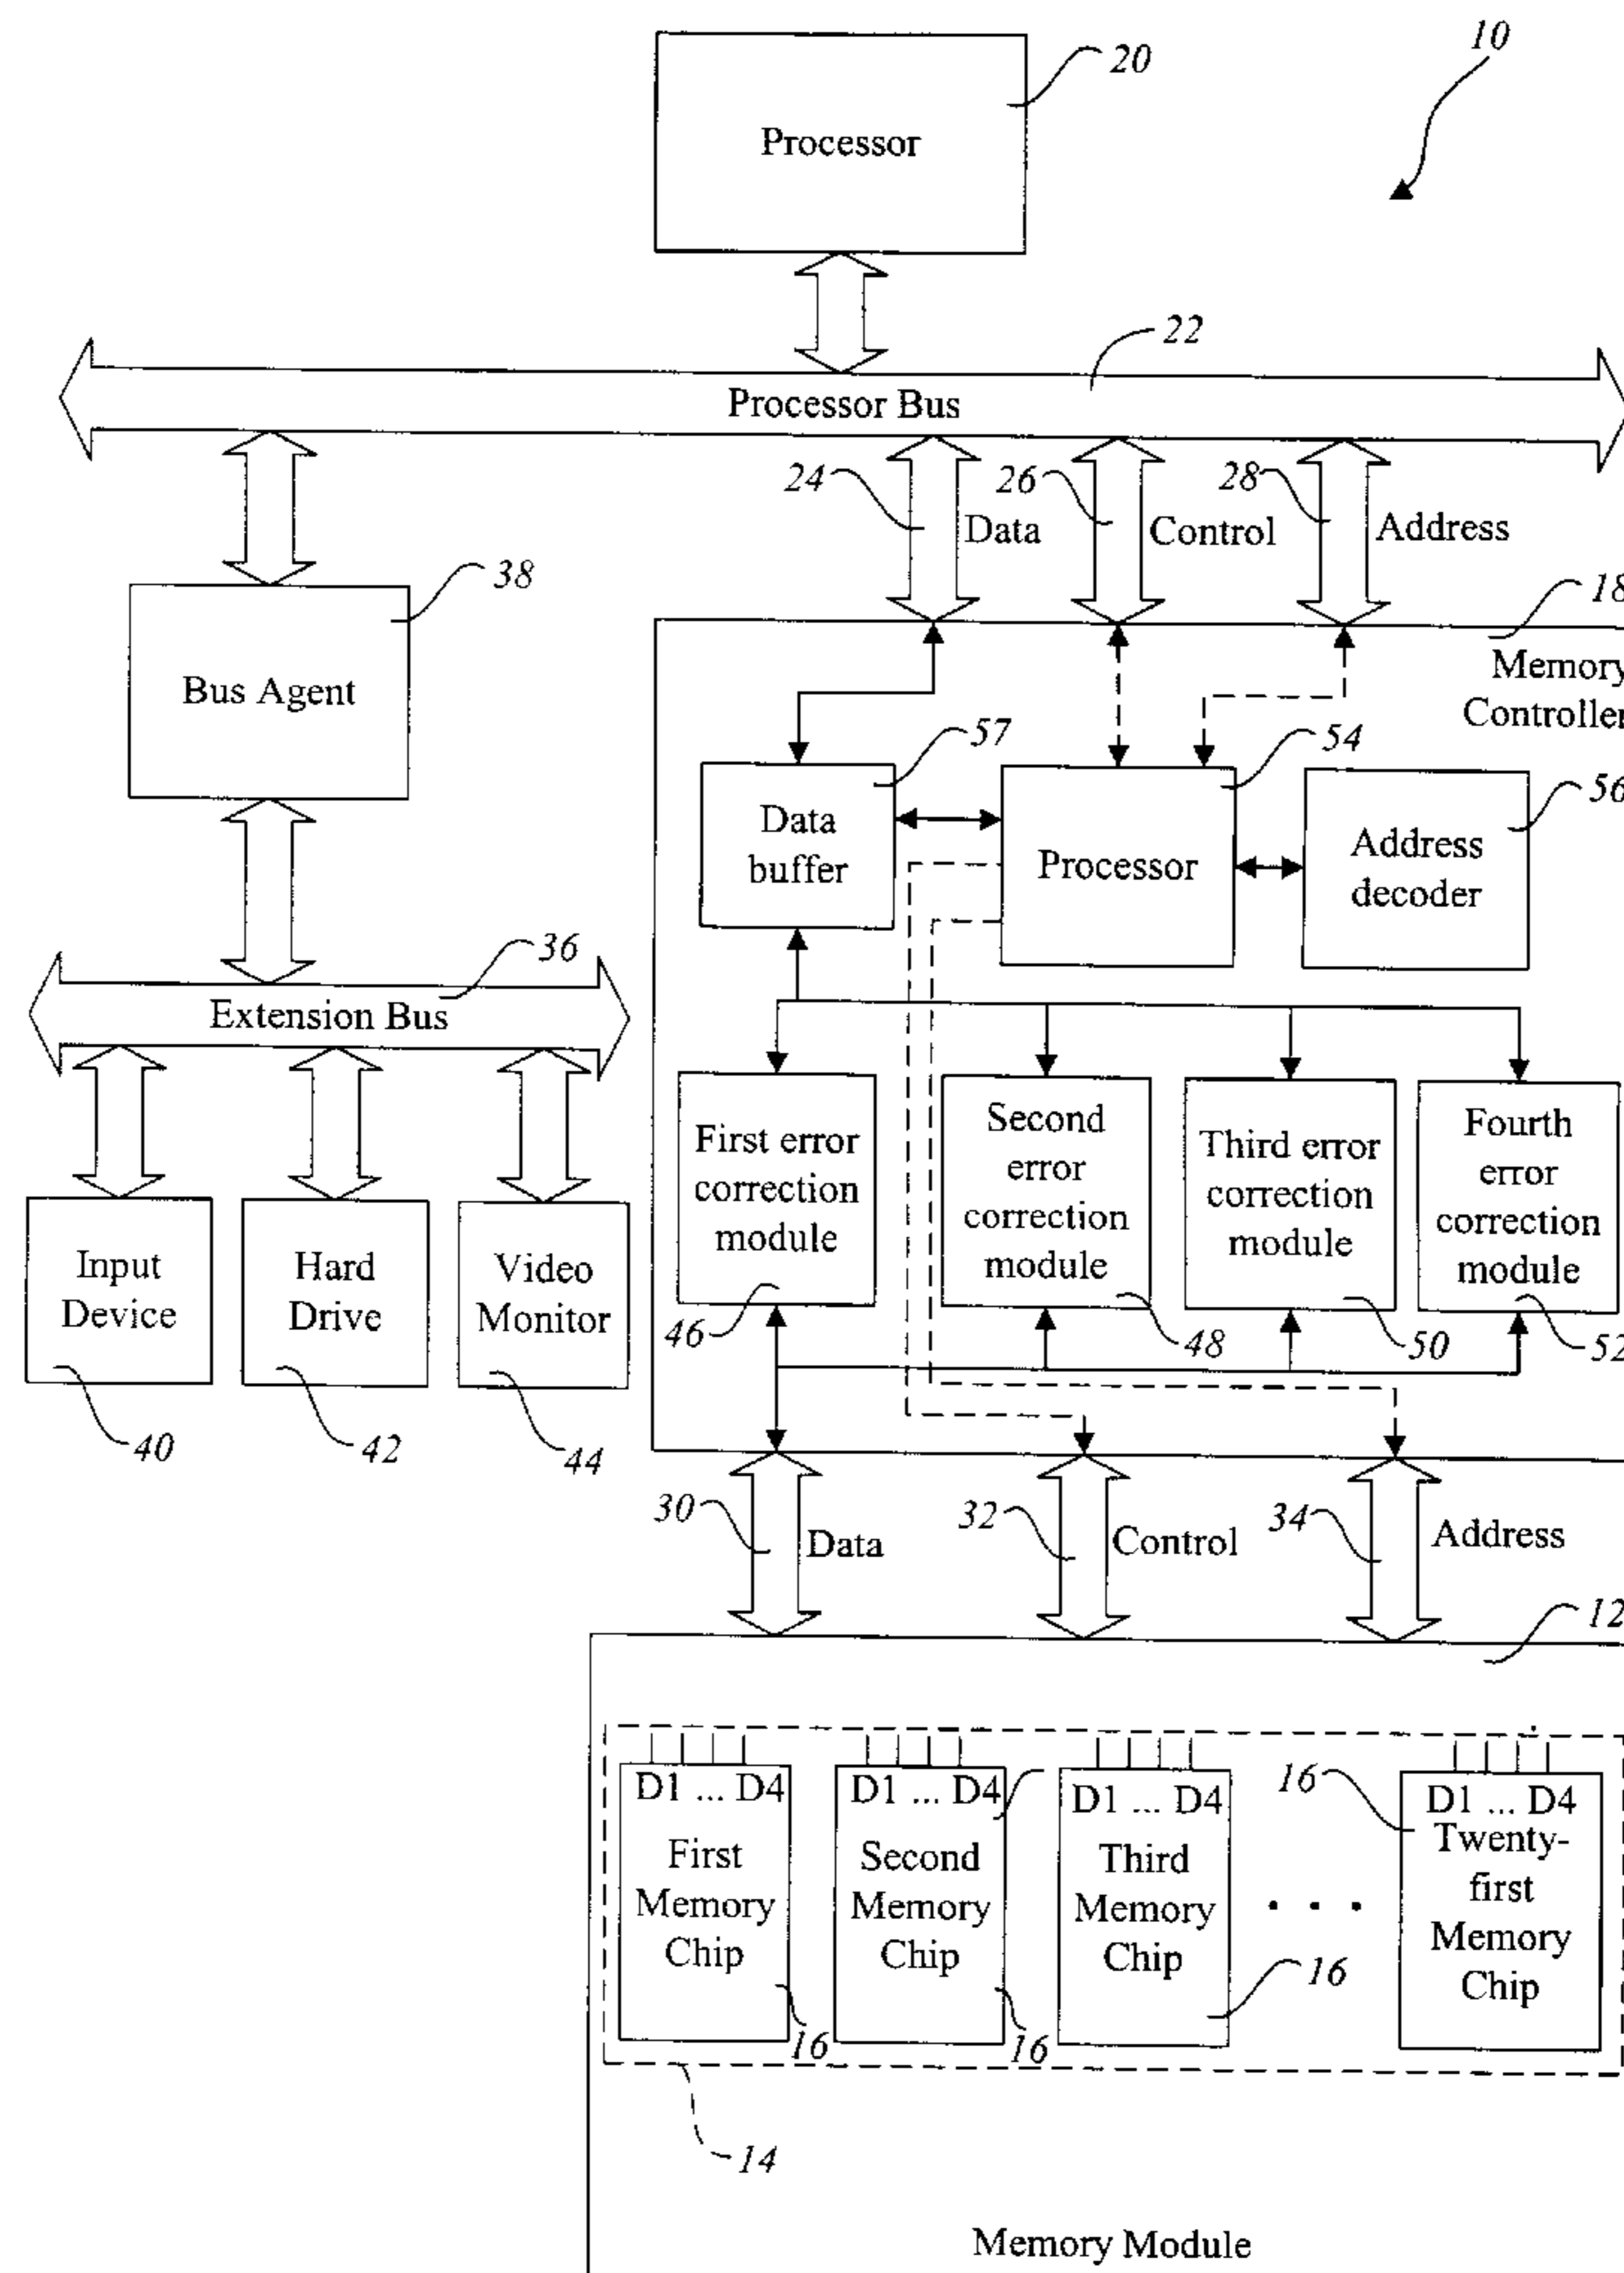 10
20
Processor
22
Processor Bus
24
26
28
Data
Control
Address
38
18
Memory
Controller
Bus Agent
57
54
56
Data
buffer
Processor
Address
decoder
36
Extension Bus
First error
correction
module
Second
error
correction
module
Third error
correction
module
Fourth
error
correction
module
Input
Device
Hard
Drive
Video
Monitor
46
48
50
52
40
42
44
30
32
34
Data
Control
Address
12
D1 ... D4
First
Memory
Chip
16
D1 ... D4
Second
Memory
Chip
16
D1 ... D4
Third
Memory
Chip
16
16
D1 ... D4
Twenty-
first
Memory
Chip
14
Memory Module